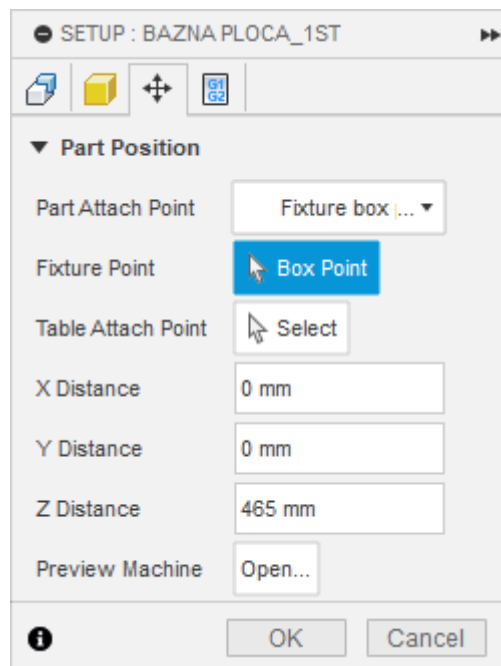 SETUP : BAZNA PLOCA_1ST
G1
G2
Part Position
Part Attach Point Fixture box ...
Fixture Point Box Point
Table Attach Point Select
X Distance 0 mm
Y Distance 0 mm
Z Distance 465 mm
Preview Machine Open...
OK Cancel